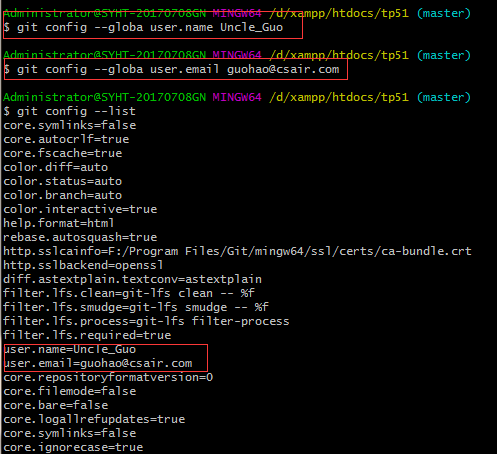 Administrator@SYHT-20170708GN MINGW64 /d/xampp/htdocs/tp51 (master)
$ git config --globa user.name Uncle_Guo
Administrator@SYHT-20170708GN MINGW64 /d/xampp/htdocs/tp51 (master)
$ git config --globa user.email guohao@csair.com
Administrator@SYHT-20170708GN MINGW64 /d/xampp/htdocs/tp51 (master)
$ git config --list
core.symlinks=false
core.autocrlf=true
core.fscache=true
color.diff=auto
color.status=auto
color.branch=auto
color.interactive=true
help.format=html
rebase.autosquash=true
http.sslcainfo=F:/Program Files/Git/mingw64/ssl/certs/ca-bundle.crt
http.sslbackend=openssl
diff.astextplain.textconv=astextplain
filter.lfs.clean=git-lfs clean -- %f
filter.lfs.smudge=git-lfs smudge -- %f
filter.lfs.process=git-lfs filter-process
filter.lfs.required=true
user.name=Uncle_Guo
user.email=guohao@csair.com
core.repositoryformatversion=0
core.filemode=false
core.bare=false
core.logallrefupdates=true
core.symlinks=false
core.ignorecase=true